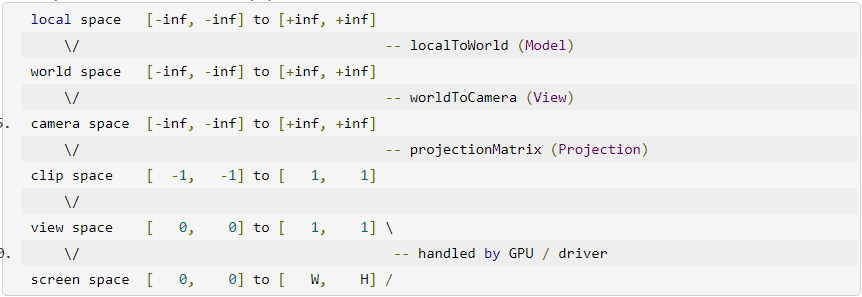 local space   [-inf, -inf] to [+inf, +inf]
    \/                                      -- localToWorld (Model)
world space   [-inf, -inf] to [+inf, +inf]
    \/                                      -- worldToCamera (View)
camera space  [-inf, -inf] to [+inf, +inf]
    \/                                      -- projectionMatrix (Projection)
clip space    [  -1,   -1] to [   1,    1]
    \/
view space    [   0,    0] to [   1,    1] \
    \/                                       -- handled by GPU / driver
screen space  [   0,    0] to [   W,    H] /